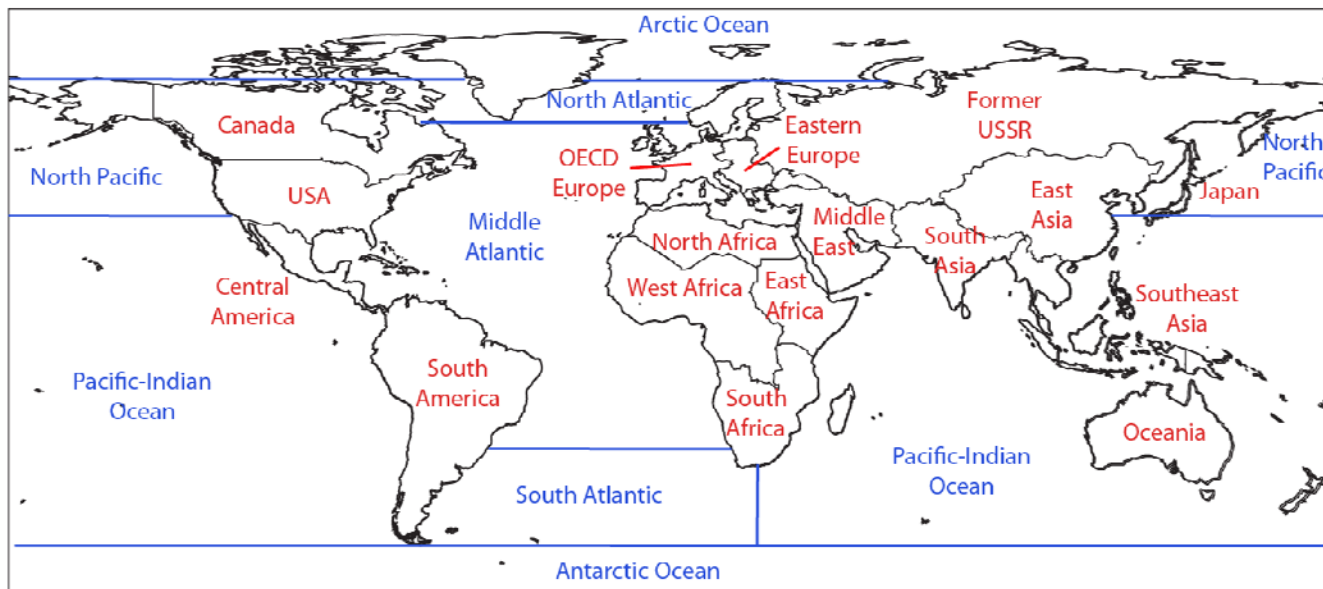 Arctic Ocean
North Atlantic
Canada
Former
USSR
Eastern
Europe
OECD
Europe
North
Pacific
North Pacific
USA
Japan
East
Asia
Middle
Atlantic
Middle
East
North Africa
South
Asia
West Africa
East
Africa
Central
America
Southeast
Asia
Pacific-Indian
Ocean
South
America
South
Africa
Oceania
Pacific-Indian
Ocean
South Atlantic
Antarctic Ocean